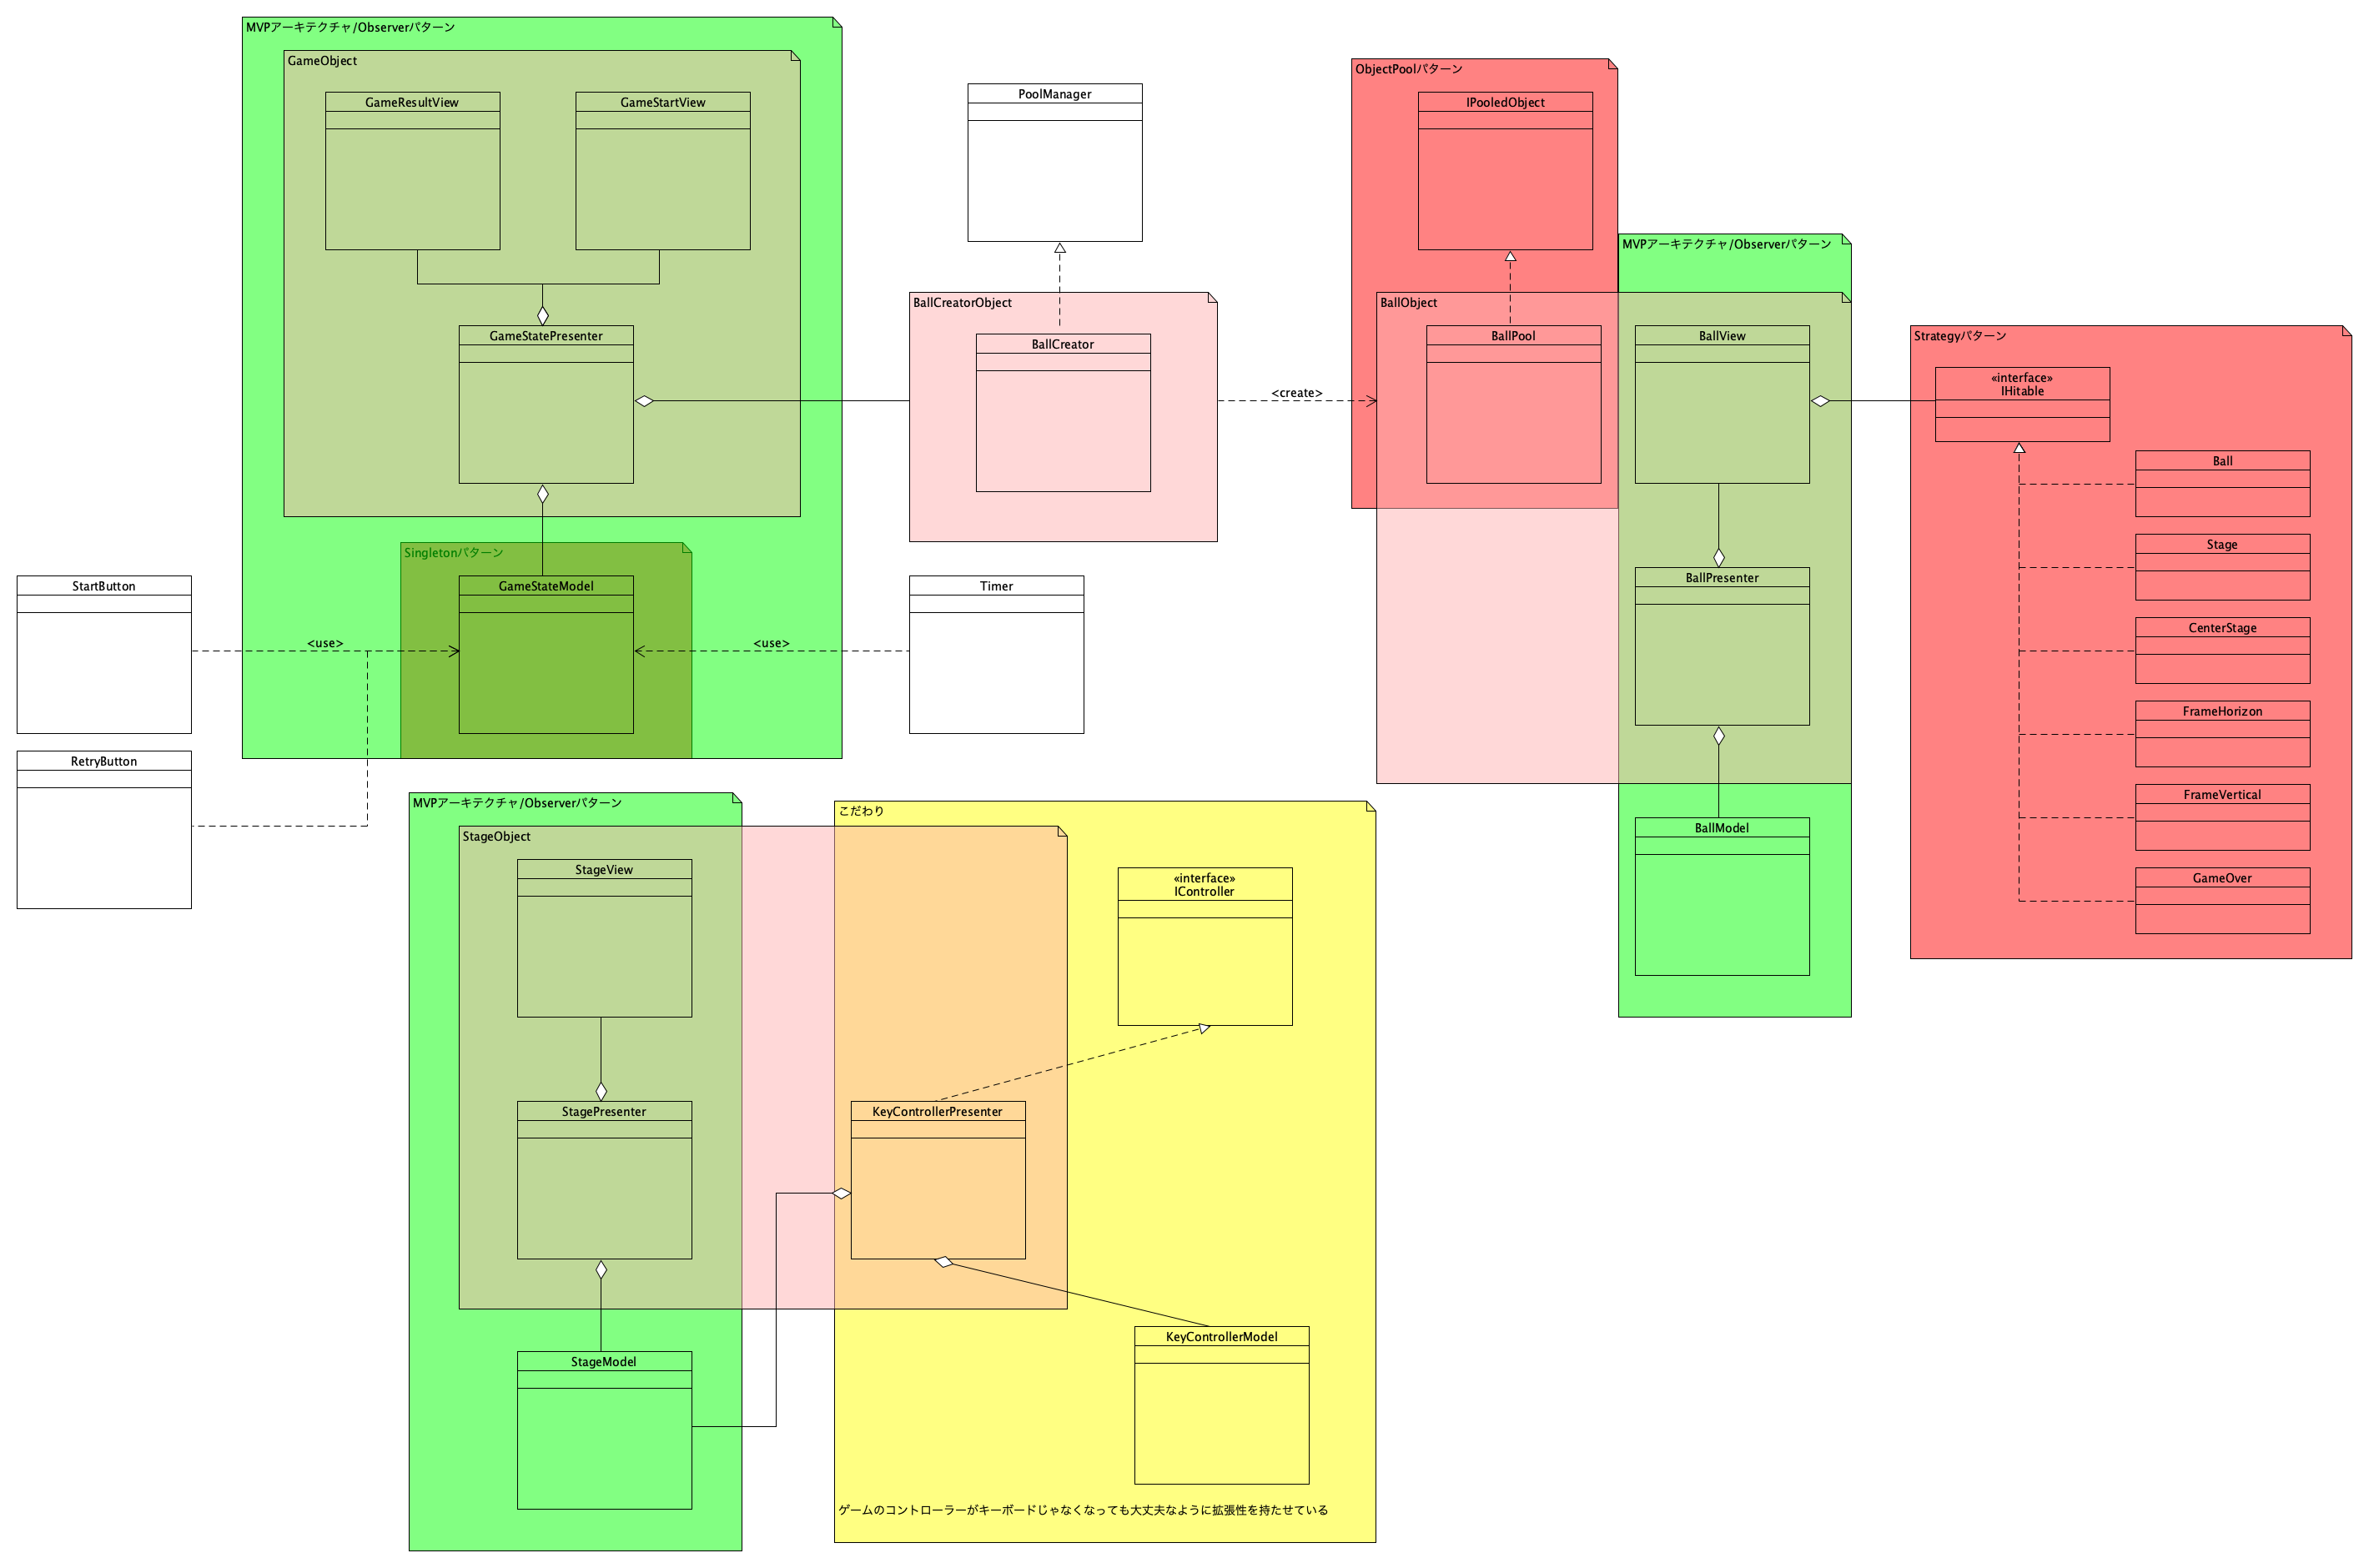 MVPアーキテクチャ/Observerパターン
GameObject
GameResultView
GameStartView
GameStatePresenter
Singletonパターン
GameStateModel
StartButton
RetryButton
<use>
<use>
Timer
PoolManager
BallCreatorObject
BallCreator
<create>
ObjectPoolパターン
IPooledObject
BallObject
BallPool
MVPアーキテクチャ/Observerパターン
BallView
BallPresenter
BallModel
Strategyパターン
«interface»
IHitable
Ball
Stage
CenterStage
FrameHorizon
FrameVertical
GameOver
MVPアーキテクチャ/Observerパターン
StageObject
StageView
StagePresenter
StageModel
こだわり
«interface»
IController
KeyControllerPresenter
KeyControllerModel
ゲームのコントローラーがキーボードじゃなくなっても大丈夫なように拡張性を持たせている